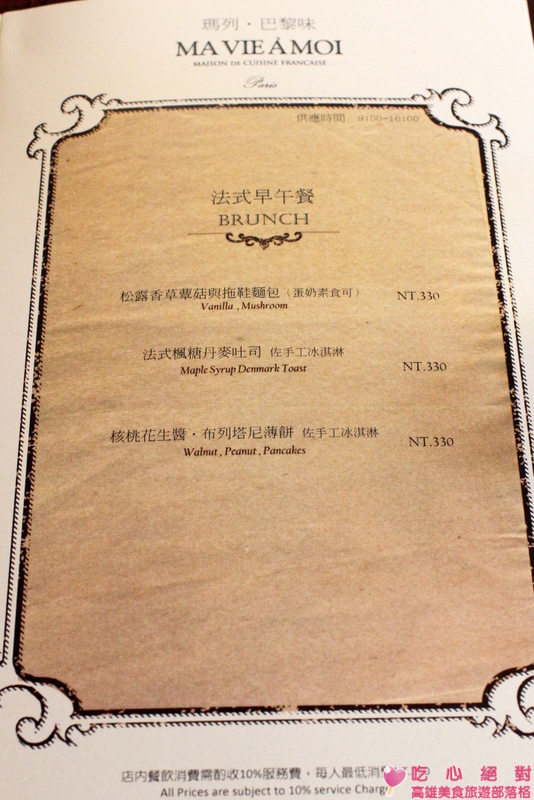 瑪列・巴黎味
MA VIE À MOI
MAISON DE CUISINE FRANCAISE
Paris
供應時間 9:00-16:00
法式早午餐
BRUNCH
松露香草蕈菇與拖鞋麵包（蛋奶素食可） NT.330
Vanilla , Mushroom
法式楓糖丹麥吐司 佐手工冰淇淋 NT.330
Maple Syrup Denmark Toast
核桃花生醬・布列塔尼薄餅 佐手工冰淇淋 NT.330
Walnut , Peanut , Pancakes
店內餐飲消費需酌收10%服務費，每人最低消
All Prices are subject to 10% service Charge
吃心絕對
高雄美食旅遊部落格